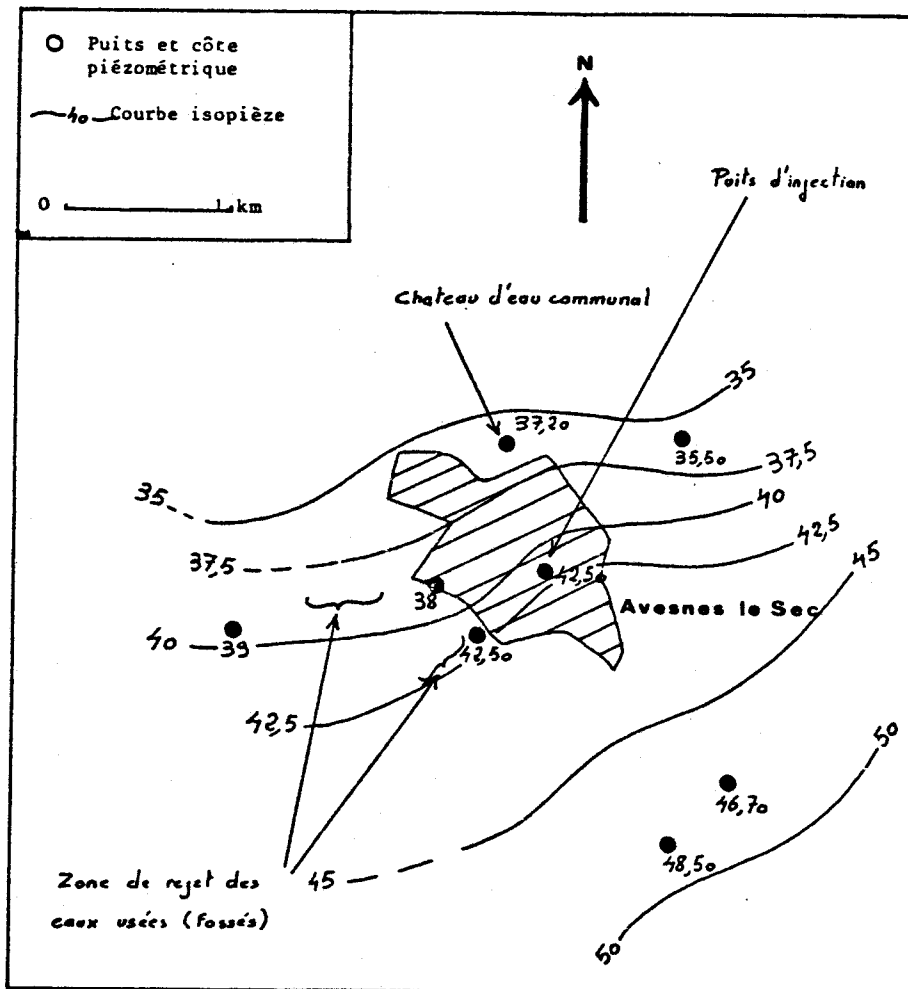 Puits et côte
piézométrique
40 Courbe isopièze
0 1 km
N
Puits d'injection
Chateau d'eau communal
35
37,20
35,50
37,5
40
42,5
45
35
37,5
38
42,50
Avesnes le Sec
40
39
42,50
42,5
50
46,70
48,50
45
Zone de rejet des
eaux usées (fossés)
50